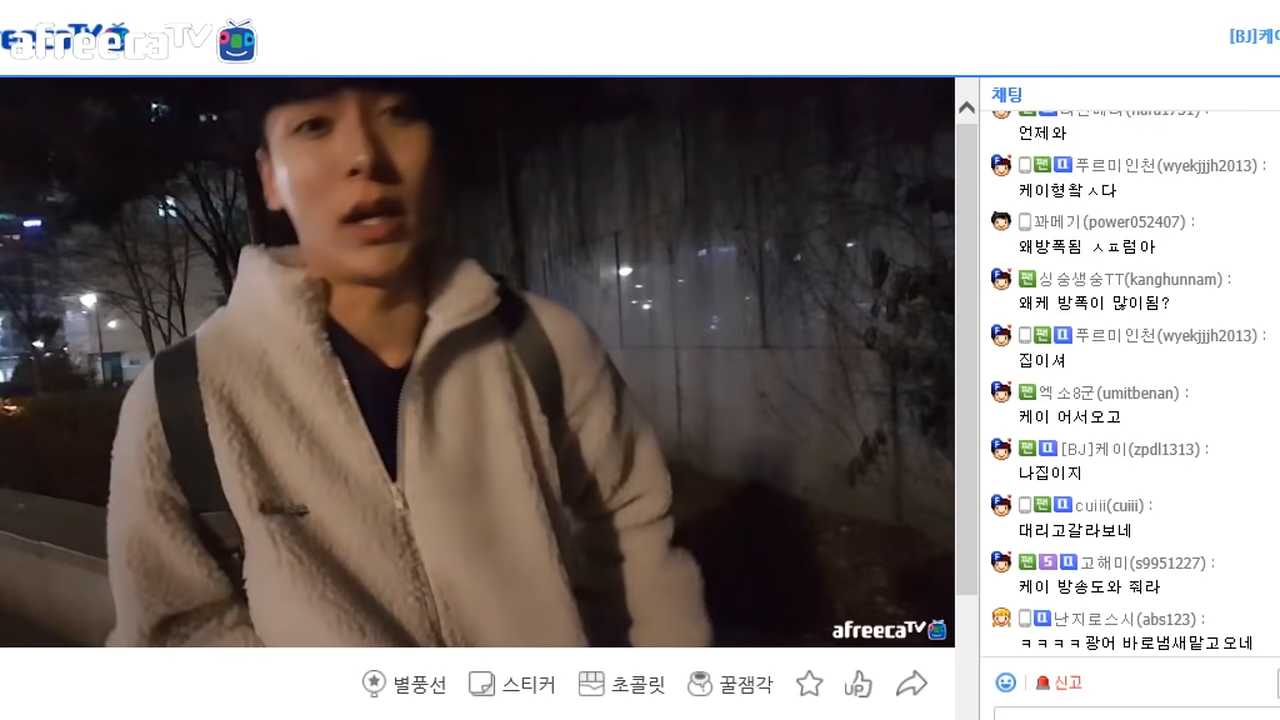 afreecaTV
[BJ]케이
채팅
언제와
푸르미인천(wyekjjjh2013) :
케이형왘ㅅ다
꽈메기(power052407) :
왜방폭됨 ㅅㅍ럼아
싱숭생숭TT(kanghunnam) :
왜케 방폭이 많이됨?
푸르미인천(wyekjjjh2013) :
집이셔
엑소8군(umitbenan) :
케이 어서오고
[BJ]케이(zpdl1313) :
나집이지
cuiii(cuiii) :
대리고갈라보네
고해미(s9951227) :
케이 방송도와 줘라
난지로스시(abs123) :
ㅋㅋㅋㅋ광어 바로냄새맡고오네
afreecaTV
별풍선 스티커 초콜릿 꿀잼각 UP
신고